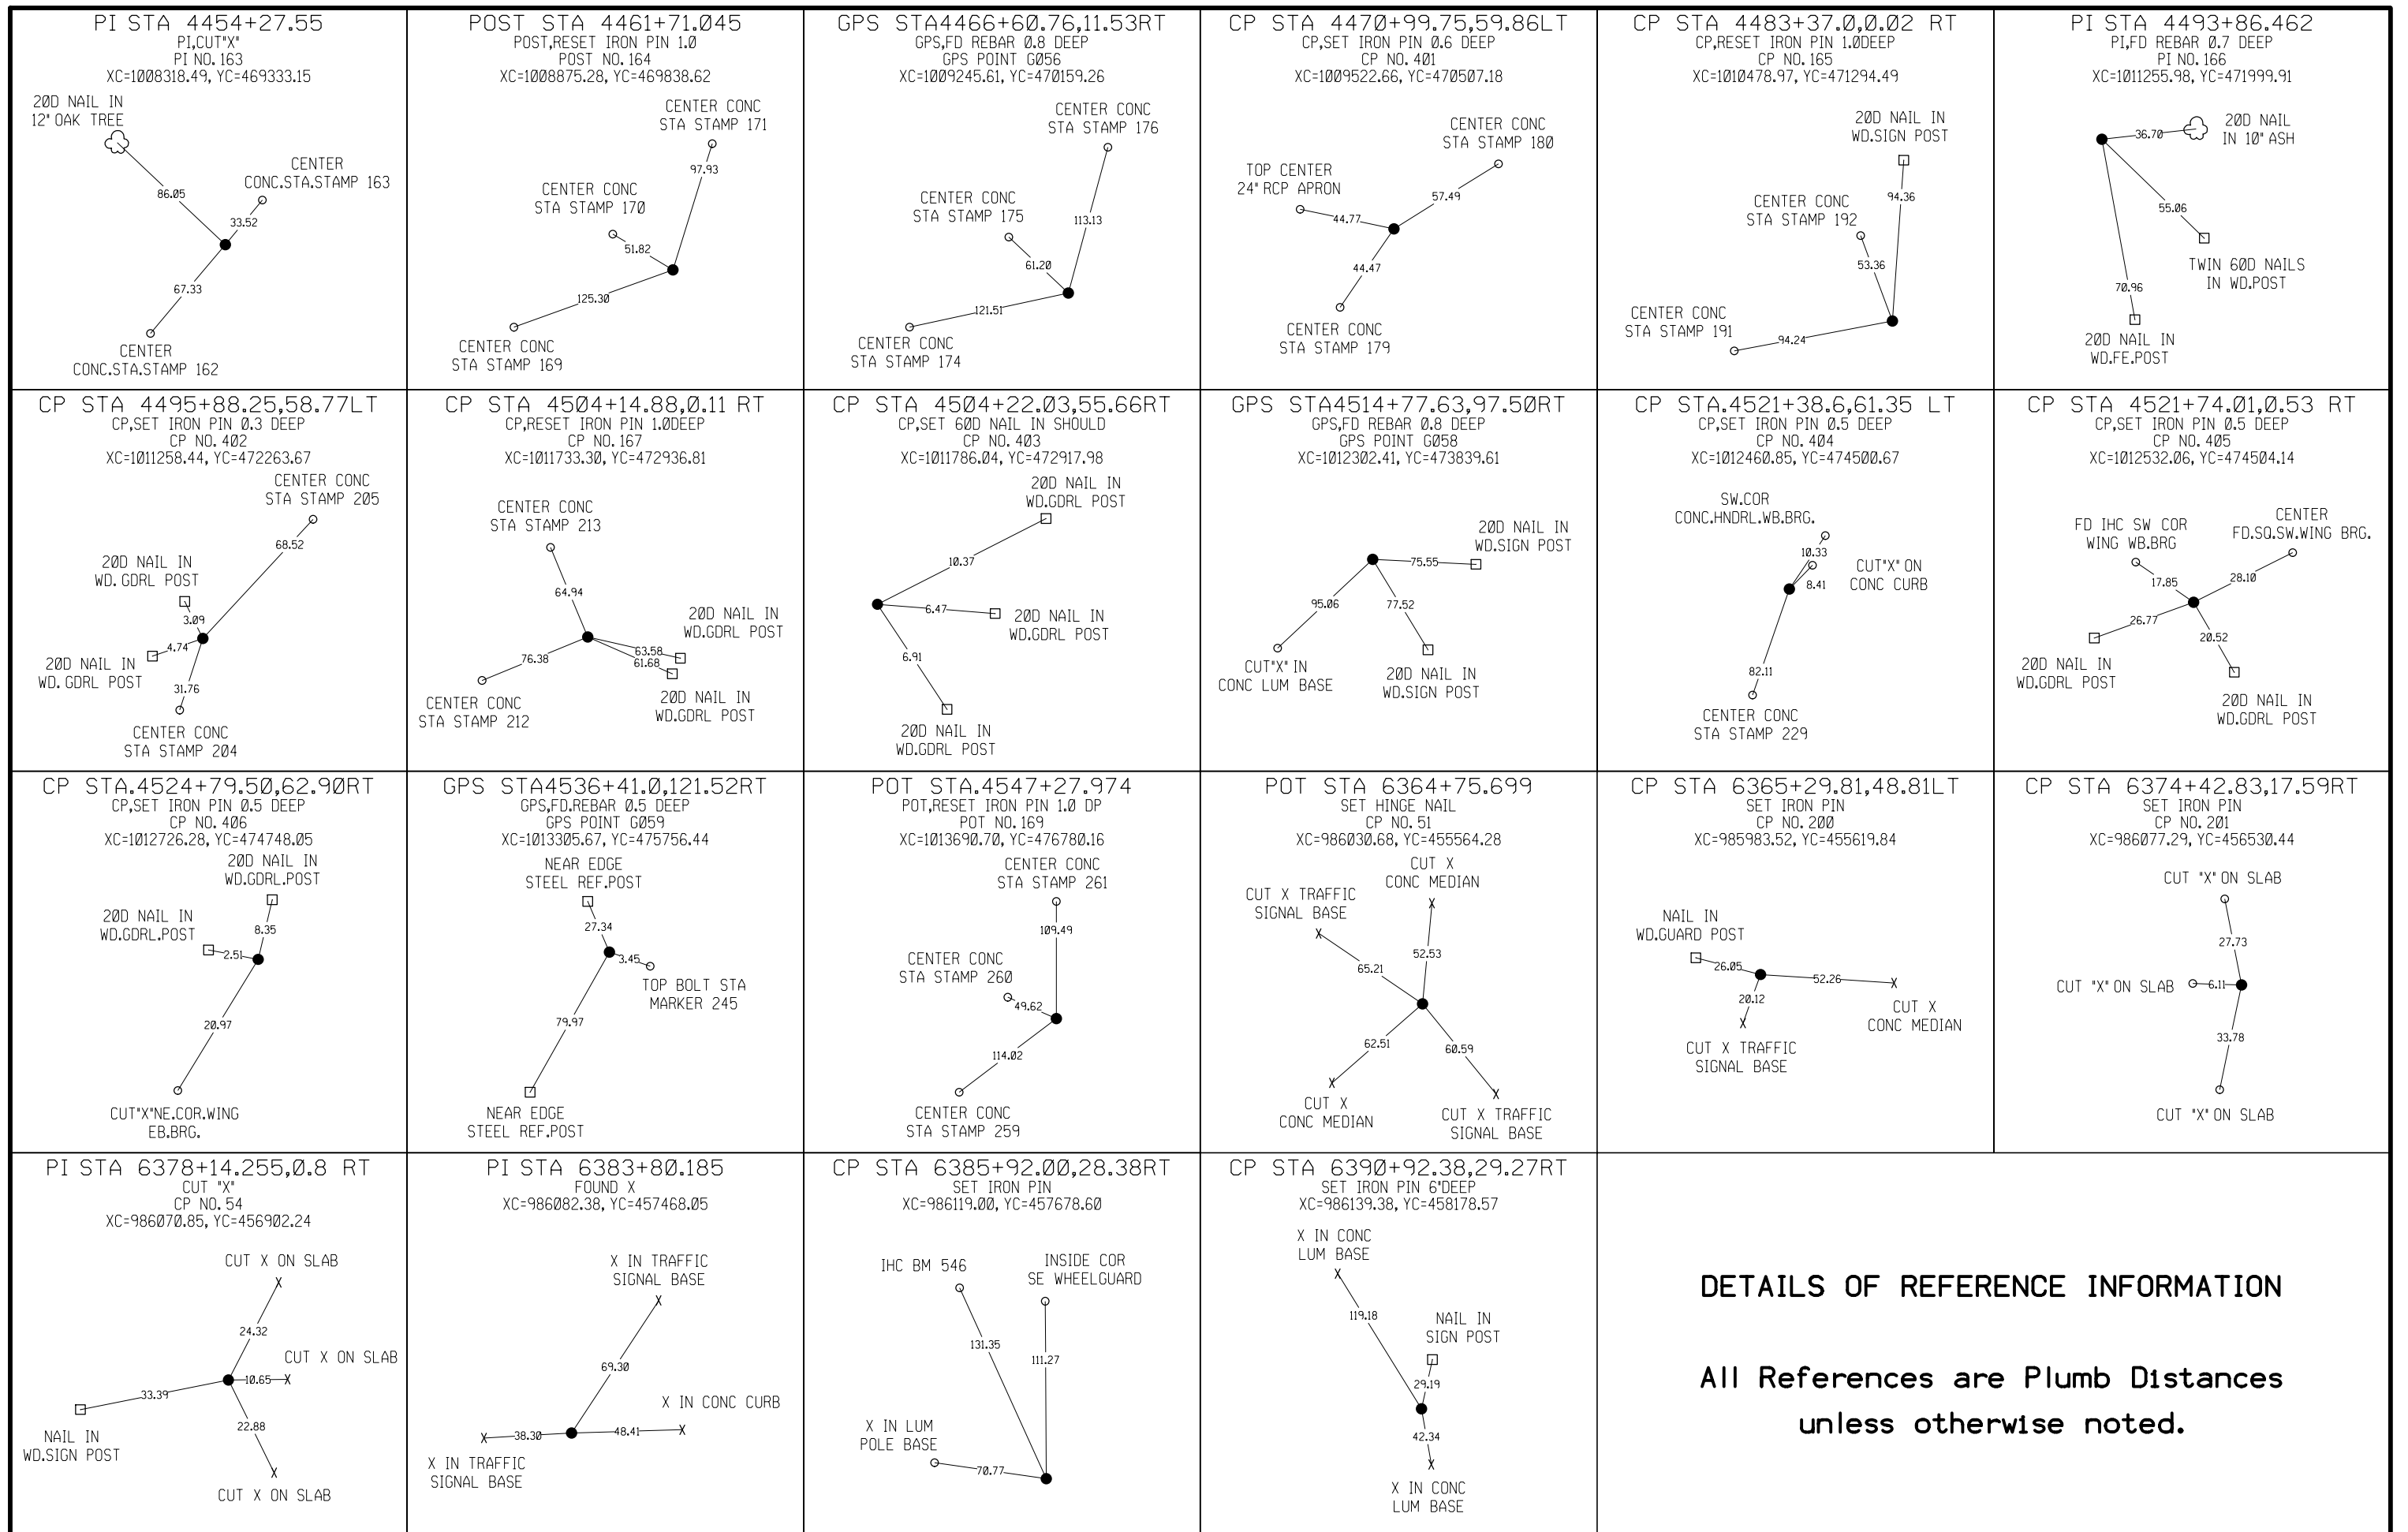 PI STA 4454+27.55
PI,CUT"X"
PI NO. 163
XC=1008318.49, YC=469333.15
20D NAIL IN
12" OAK TREE
CENTER
CONC.STA.STAMP 163
86.05
33.52
67.33
CENTER
CONC.STA.STAMP 162
POST STA 4461+71.045
POST,RESET IRON PIN 1.0
POST NO. 164
XC=1008875.28, YC=469838.62
CENTER CONC
STA STAMP 171
97.93
CENTER CONC
STA STAMP 170
51.82
125.30
CENTER CONC
STA STAMP 169
GPS STA4466+60.76,11.53RT
GPS,FD REBAR 0.8 DEEP
GPS POINT G056
XC=1009245.61, YC=470159.26
CENTER CONC
STA STAMP 176
CENTER CONC
STA STAMP 175
113.13
61.20
121.51
CENTER CONC
STA STAMP 174
CP STA 4470+99.75,59.86LT
CP,SET IRON PIN 0.6 DEEP
CP NO. 401
XC=1009522.66, YC=470507.18
CENTER CONC
STA STAMP 180
TOP CENTER
24" RCP APRON
57.49
44.77
44.47
CENTER CONC
STA STAMP 179
CP STA 4483+37.0,0.02 RT
CP,RESET IRON PIN 1.0DEEP
CP NO. 165
XC=1010478.97, YC=471294.49
20D NAIL IN
WD.SIGN POST
94.36
CENTER CONC
STA STAMP 192
53.36
CENTER CONC
STA STAMP 191
94.24
PI STA 4493+86.462
PI,FD REBAR 0.7 DEEP
PI NO. 166
XC=1011255.98, YC=471999.91
36.70
20D NAIL
IN 10" ASH
55.06
TWIN 60D NAILS
IN WD.POST
70.96
20D NAIL IN
WD.FE.POST
CP STA 4495+88.25,58.77LT
CP,SET IRON PIN 0.3 DEEP
CP NO. 402
XC=1011258.44, YC=472263.67
CENTER CONC
STA STAMP 205
68.52
20D NAIL IN
WD. GDRL POST
3.09
4.74
20D NAIL IN
WD. GDRL POST
31.76
CENTER CONC
STA STAMP 204
CP STA 4504+14.88,0.11 RT
CP,RESET IRON PIN 1.0DEEP
CP NO. 167
XC=1011733.30, YC=472936.81
CENTER CONC
STA STAMP 213
64.94
20D NAIL IN
WD.GDRL POST
63.58
61.68
76.38
20D NAIL IN
WD.GDRL POST
CENTER CONC
STA STAMP 212
CP STA 4504+22.03,55.66RT
CP,SET 60D NAIL IN SHOULD
CP NO. 403
XC=1011786.04, YC=472917.98
20D NAIL IN
WD.GDRL POST
10.37
6.47
20D NAIL IN
WD.GDRL POST
6.91
20D NAIL IN
WD.GDRL POST
GPS STA4514+77.63,97.50RT
GPS,FD REBAR 0.8 DEEP
GPS POINT G058
XC=1012302.41, YC=473839.61
20D NAIL IN
WD.SIGN POST
75.55
95.06
77.52
CUT"X" IN
CONC LUM BASE
20D NAIL IN
WD.SIGN POST
CP STA.4521+38.6,61.35 LT
CP,SET IRON PIN 0.5 DEEP
CP NO. 404
XC=1012460.85, YC=474500.67
SW.COR
CONC.HNDRL.WB.BRG.
10.33
CUT"X" ON
CONC CURB
8.41
82.11
CENTER CONC
STA STAMP 229
CP STA 4521+74.01,0.53 RT
CP,SET IRON PIN 0.5 DEEP
CP NO. 405
XC=1012532.06, YC=474504.14
CENTER
FD.SQ.SW.WING BRG.
FD IHC SW COR
WING WB.BRG
17.85
28.10
26.77
20.52
20D NAIL IN
WD.GDRL POST
20D NAIL IN
WD.GDRL POST
CP STA.4524+79.50,62.90RT
CP,SET IRON PIN 0.5 DEEP
CP NO. 406
XC=1012726.28, YC=474748.05
20D NAIL IN
WD.GDRL.POST
20D NAIL IN
WD.GDRL.POST
8.35
2.51
20.97
CUT"X"NE.COR.WING
EB.BRG.
GPS STA4536+41.0,121.52RT
GPS,FD.REBAR 0.5 DEEP
GPS POINT G059
XC=1013305.67, YC=475756.44
NEAR EDGE
STEEL REF.POST
27.34
3.45
TOP BOLT STA
MARKER 245
79.97
NEAR EDGE
STEEL REF.POST
POT STA.4547+27.974
POT,RESET IRON PIN 1.0 DP
POT NO.169
XC=1013690.70, YC=476780.16
CENTER CONC
STA STAMP 261
109.49
CENTER CONC
STA STAMP 260
49.62
114.02
CENTER CONC
STA STAMP 259
POT STA 6364+75.699
SET HINGE NAIL
CP NO. 51
XC=986030.68, YC=455564.28
CUT X
CONC MEDIAN
CUT X TRAFFIC
SIGNAL BASE
52.53
65.21
62.51
60.59
CUT X
CONC MEDIAN
CUT X TRAFFIC
SIGNAL BASE
CP STA 6365+29.81,48.81LT
SET IRON PIN
CP NO. 200
XC=985983.52, YC=455619.84
NAIL IN
WD.GUARD POST
26.05
52.26
20.12
CUT X
CONC MEDIAN
CUT X TRAFFIC
SIGNAL BASE
CP STA 6374+42.83,17.59RT
SET IRON PIN
CP NO. 201
XC=986077.29, YC=456530.44
CUT "X" ON SLAB
27.73
CUT "X" ON SLAB
6.11
33.78
CUT "X" ON SLAB
PI STA 6378+14.255,0.8 RT
CUT "X"
CP NO. 54
XC=986070.85, YC=456902.24
CUT X ON SLAB
24.32
CUT X ON SLAB
10.65
33.39
22.88
NAIL IN
WD.SIGN POST
CUT X ON SLAB
PI STA 6383+80.185
FOUND X
XC=986082.38, YC=457468.05
X IN TRAFFIC
SIGNAL BASE
69.30
X IN CONC CURB
38.30
48.41
X IN TRAFFIC
SIGNAL BASE
CP STA 6385+92.00,28.38RT
SET IRON PIN
XC=986119.00, YC=457678.60
IHC BM 546
INSIDE COR
SE WHEELGUARD
131.35
111.27
X IN LUM
POLE BASE
70.77
CP STA 6390+92.38,29.27RT
SET IRON PIN 6"DEEP
XC=986139.38, YC=458178.57
X IN CONC
LUM BASE
119.18
NAIL IN
SIGN POST
29.19
42.34
X IN CONC
LUM BASE
DETAILS OF REFERENCE INFORMATION
All References are Plumb Distances
unless otherwise noted.